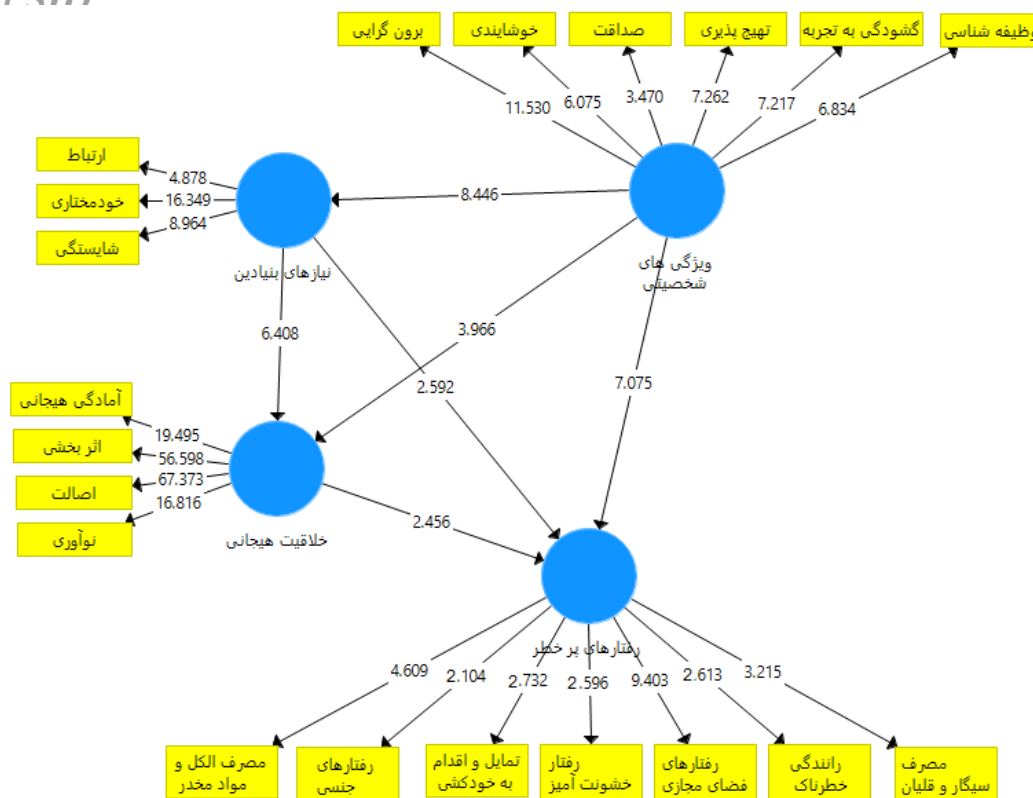 برون گرایی
خوشایندی
صداقت
تهیج پذیری
گشودگی به تجربه
وظیفه شناسی
11.530
6.075
3.470
7.262
7.217
6.834
ارتباط
خودمختاری
شایستگی
4.878
16.349
8.964
8.446
نیازهای بنیادین
ویژگی های
شخصیتی
6.408
3.966
2.592
7.075
آمادگی هیجانی
اثر بخشی
اصالت
نوآوری
19.495
56.598
67.373
16.816
خلاقیت هیجانی
2.456
رفتارهای پر خطر
4.609
2.104
2.732
2.596
9.403
2.613
3.215
مصرف الکل و
مواد مخدر
رفتارهای
جنسی
تمایل و اقدام
به خودکشی
رفتار
خشونت آمیز
رفتارهای
فضای مجازی
رانندگی
خطرناک
مصرف
سیگار و قلیان